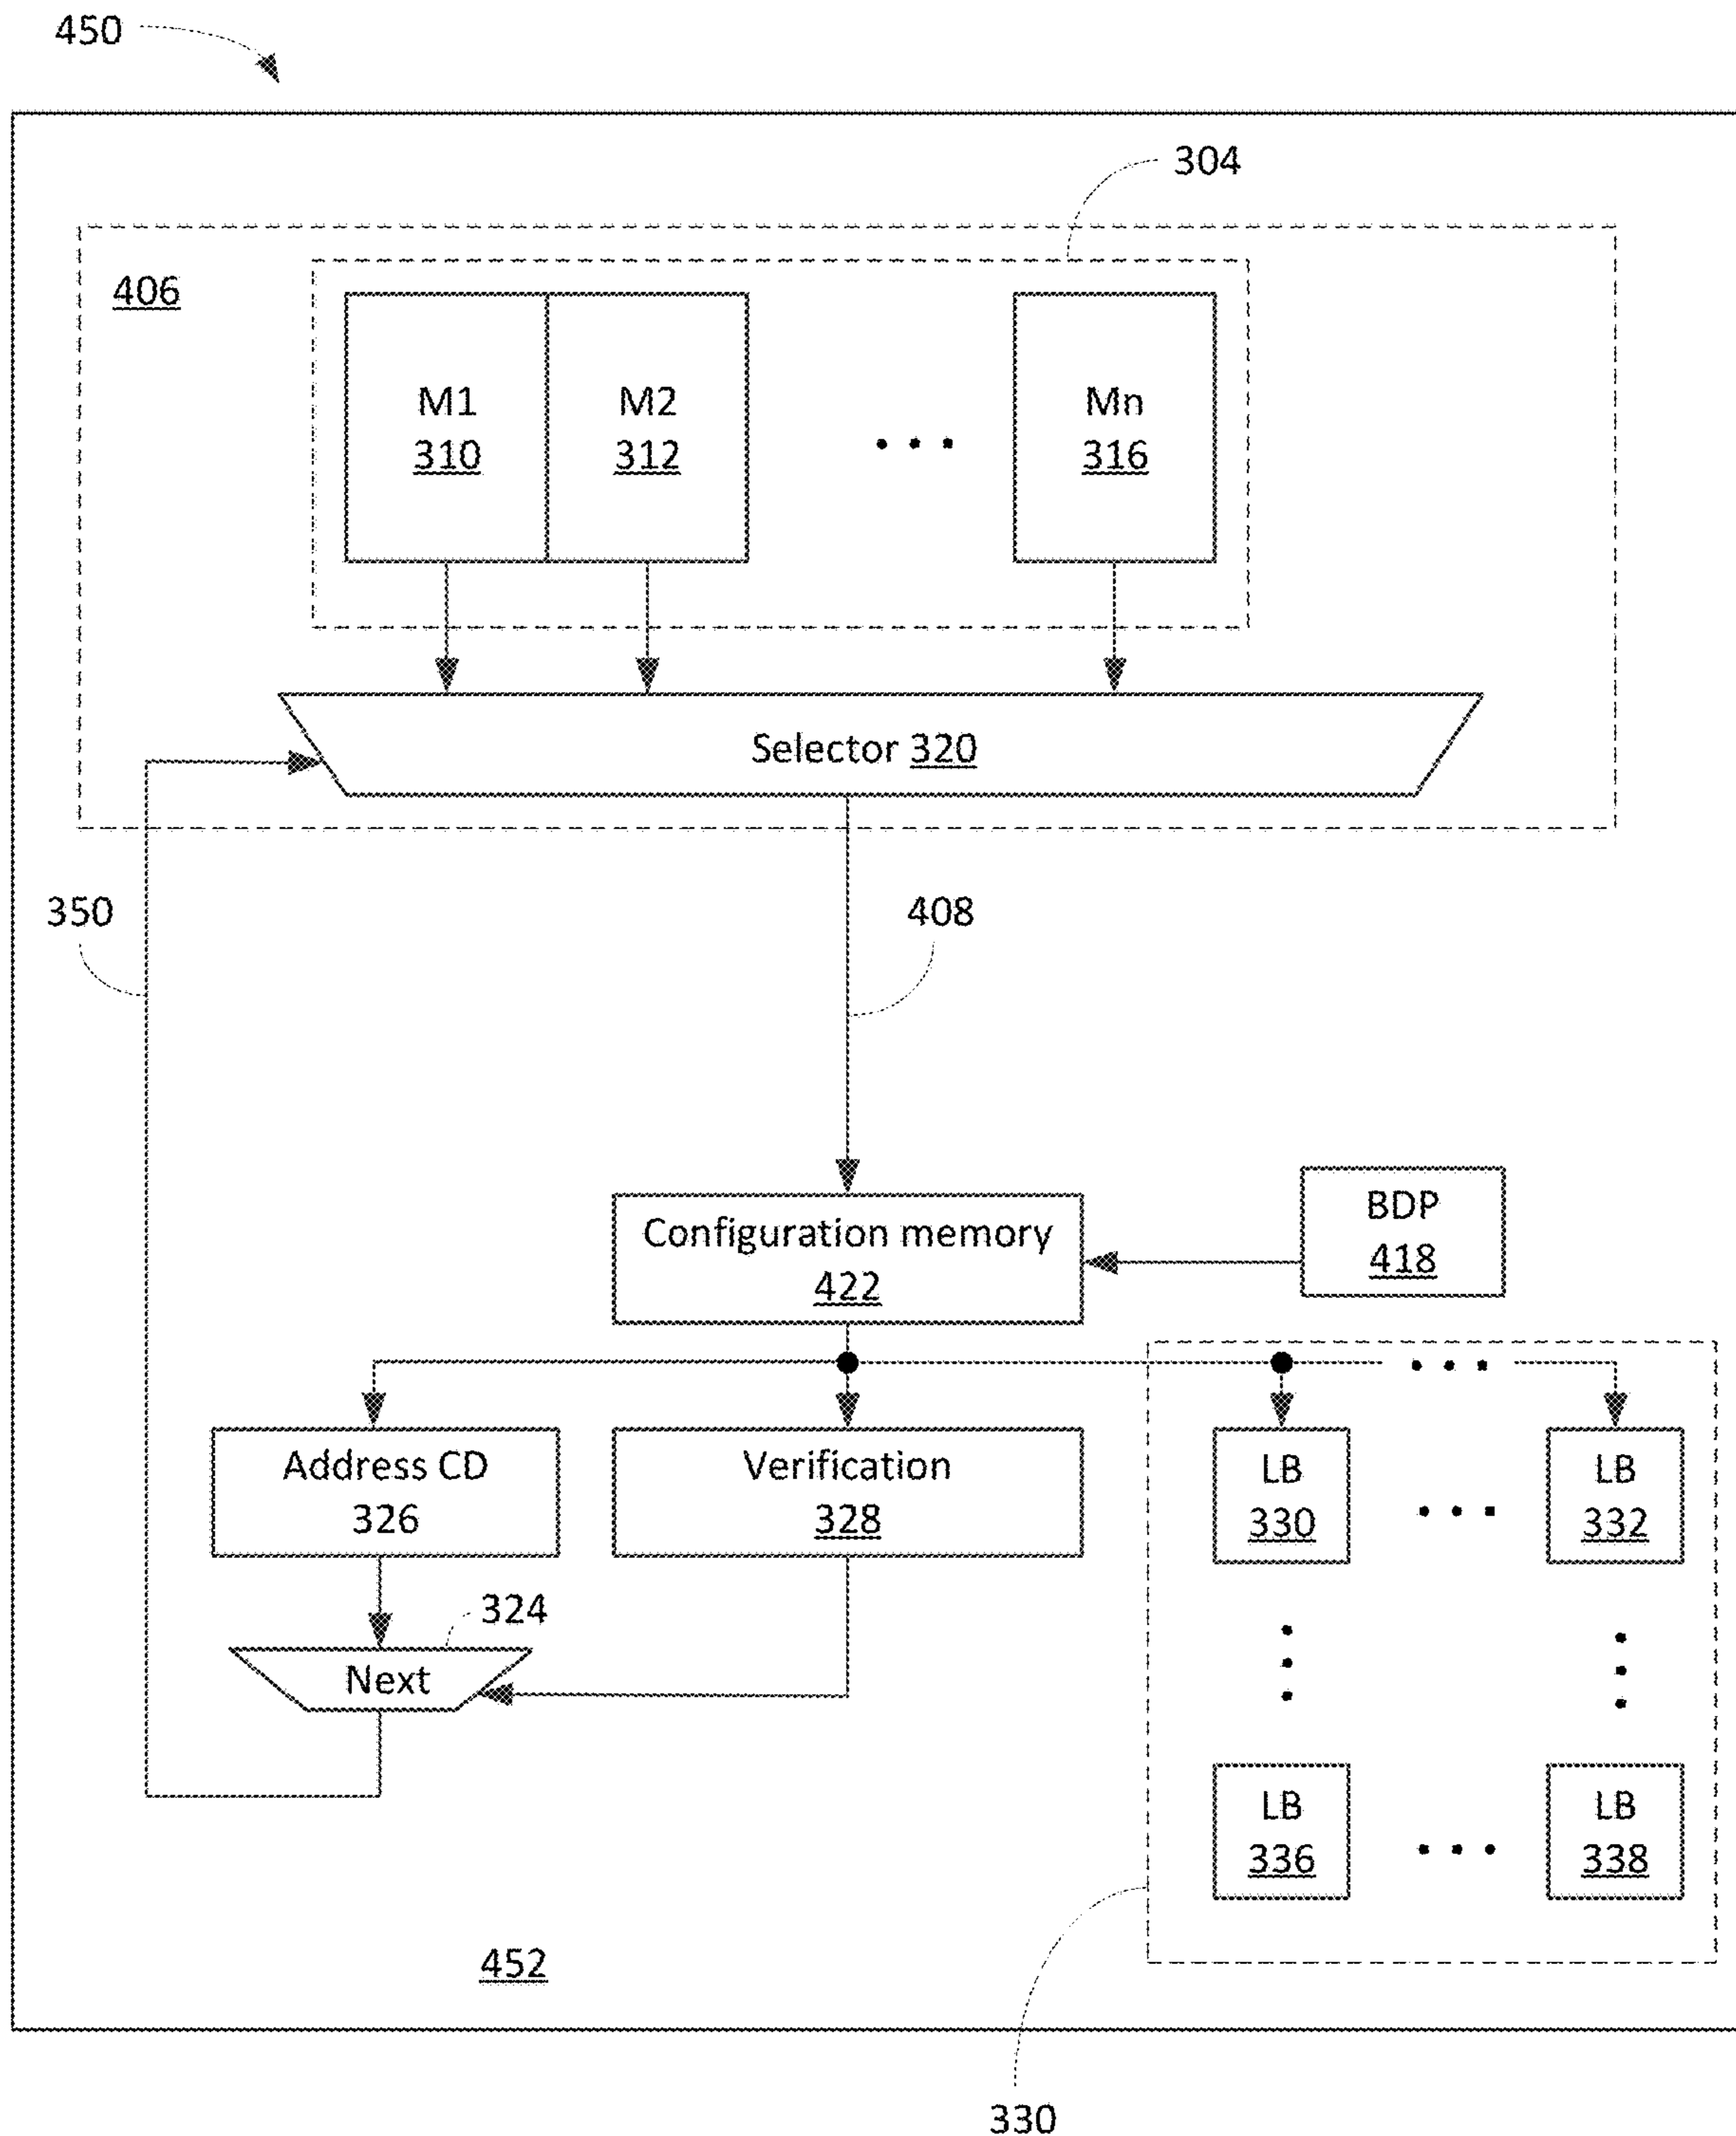 450
304
406
M1
310
M2
312
Mn
316
Selector 320
350
408
Configuration memory
422
BDP
418
Address CD
326
Verification
328
LB
330
LB
332
324
Next
LB
336
LB
338
452
330